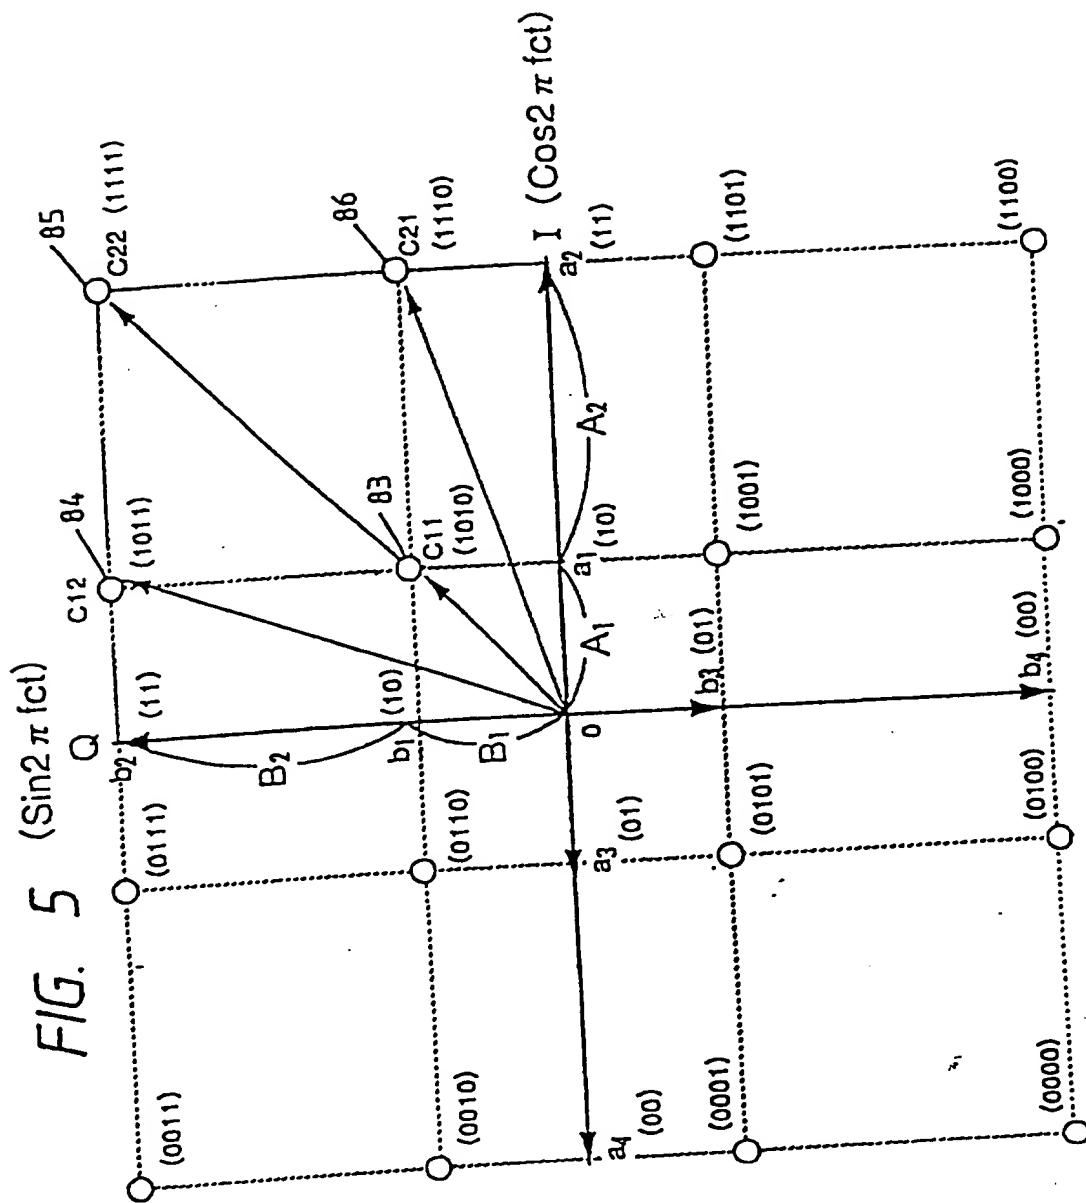 FIG. 5
Q (Sin2πfct)
I (Cos2πfct)
85
C22 (1111)
84
C12
(1011)
86
C21
(1110)
83
C11
(1010)
b2 (11)
B2
b1 (10)
B1
(0111)
(0011)
(0110)
(0010)
0
A1
a1 (10)
A2
a2 (11)
a3 (01)
a4 (00)
b3 (01)
(1101)
(1001)
(0101)
(0001)
b4 (00)
(1100)
(1000)
(0100)
(0000)